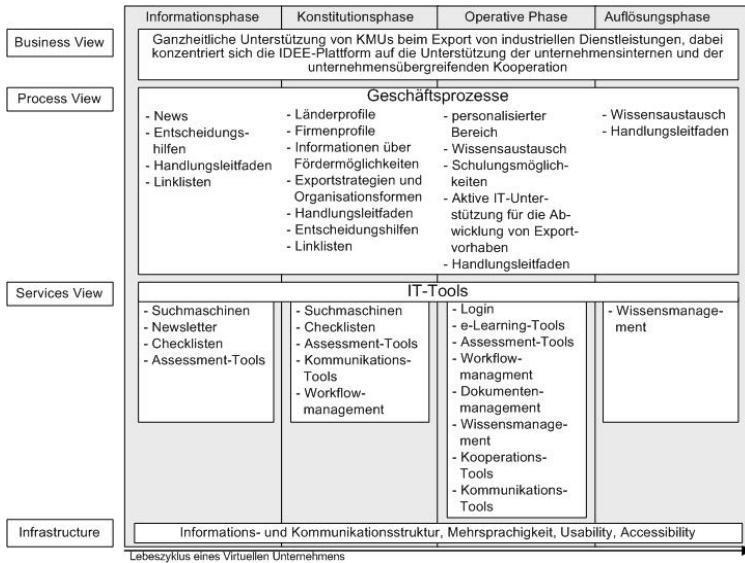 Informationsphase
Konstitutionsphase
Operative Phase
Auflösungsphase
Business View
Ganzheitliche Unterstützung von KMUs beim Export von industriellen Dienstleistungen, dabei
konzentriert sich die IDEE-Plattform auf die Unterstützung der unternehmensinternen und der
unternehmensübergreifenden Kooperation
Process View
Geschäftsprozesse
- News
- Entscheidungs-
hilfen
- Handlungsleitfaden
- Linklisten
- Länderprofile
- Firmenprofile
- Informationen über
Fördermöglichkeiten
- Exportstrategien und
Organisationsformen
- Handlungsleitfaden
- Entscheidungshilfen
- Linklisten
- personalisierter
Bereich
- Wissensaustausch
- Schulungsmöglich-
keiten
- Aktive IT-Unter-
stützung für die Ab-
wicklung von Export-
vorhaben
- Handlungsleitfaden
- Wissensaustausch
- Handlungsleitfaden
Services View
IT-Tools
- Suchmaschinen
- Newsletter
- Checklisten
- Assessment-Tools
- Suchmaschinen
- Checklisten
- Assessment-Tools
- Kommunikations-
Tools
- Workflow-
management
- Login
- e-Learning-Tools
- Assessment-Tools
- Workflow-
managment
- Dokumenten-
management
- Wissensmanage-
ment
- Kooperations-
Tools
- Kommunikations-
Tools
- Wissensmanage-
ment
Infrastructure
Informations- und Kommunikationsstruktur, Mehrsprachigkeit, Usability, Accessibility
Lebeszyklus eines Virtuellen Unternehmens